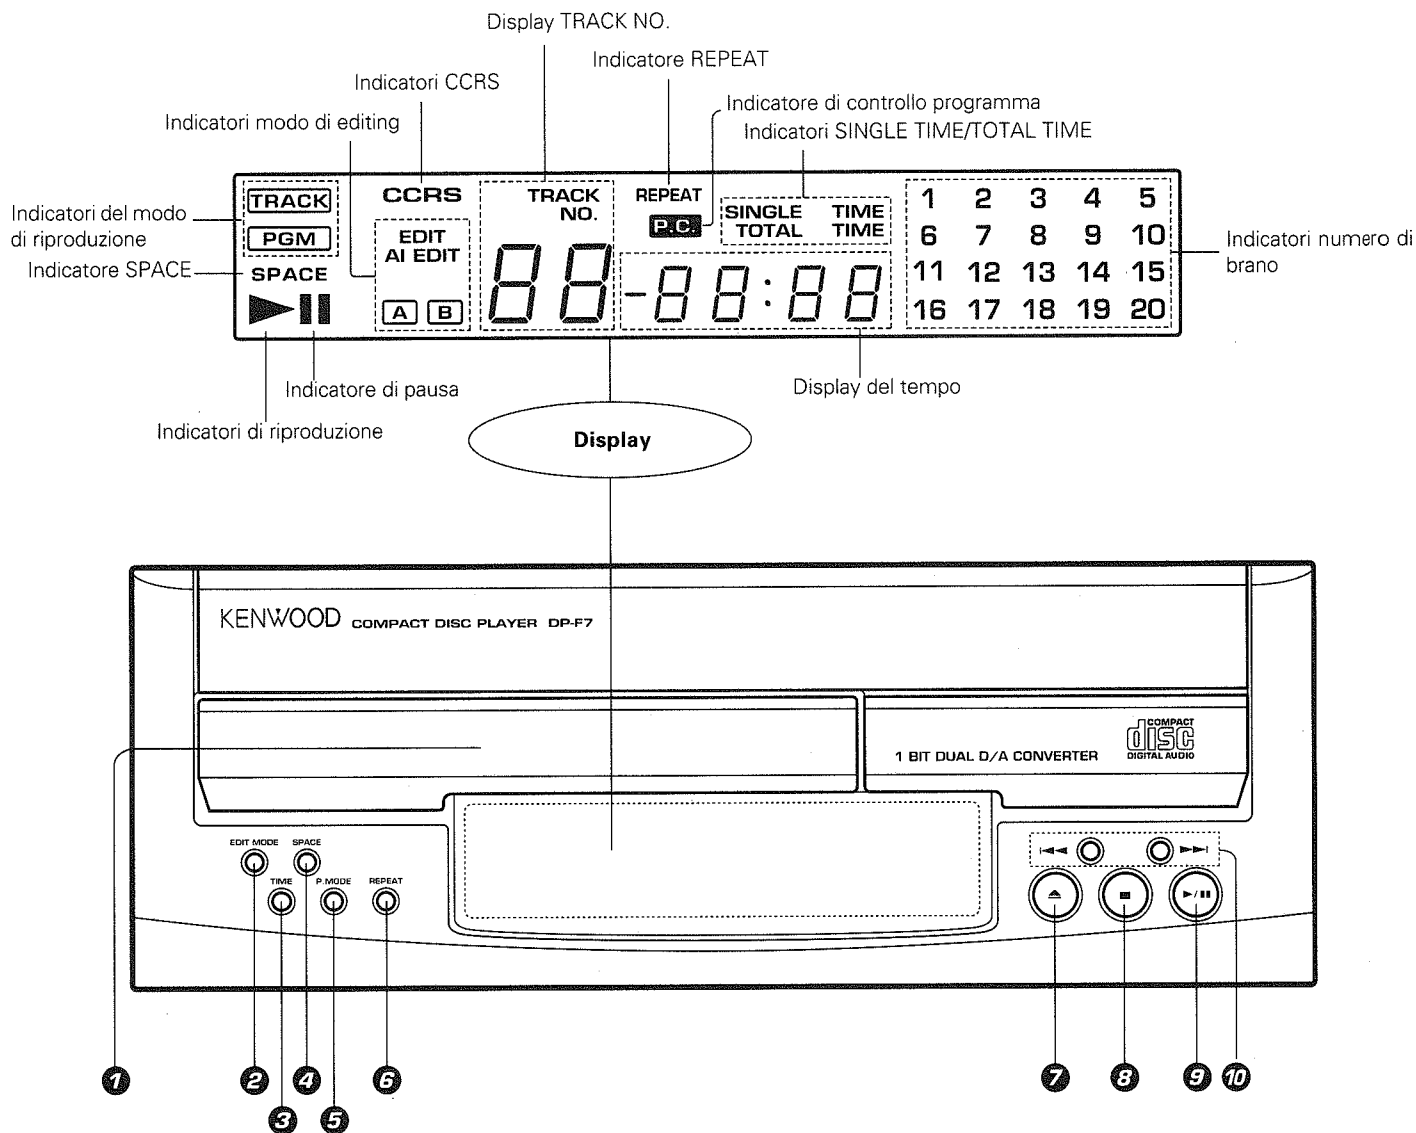 Display TRACK NO.
Indicatore REPEAT
Indicatori CCRS
Indicatore di controllo programma
Indicatori modo di editing
Indicatori SINGLE TIME/TOTAL TIME
TRACK
PGM
SPACE
CCRS
EDIT
AI EDIT
A B
TRACK
NO.
88
REPEAT
P.C.
SINGLE TIME
TOTAL TIME
-88:88
1 2 3 4 5
6 7 8 9 10
11 12 13 14 15
16 17 18 19 20
Indicatori del modo
di riproduzione
Indicatore SPACE
Indicatori numero di
brano
Indicatore di pausa
Display del tempo
Indicatori di riproduzione
Display
KENWOOD COMPACT DISC PLAYER DP-F7
1 BIT DUAL D/A CONVERTER
COMPACT
disc
DIGITAL AUDIO
EDIT MODE SPACE
TIME P.MODE REPEAT
1 2 3 4 5 6 7 8 9 10